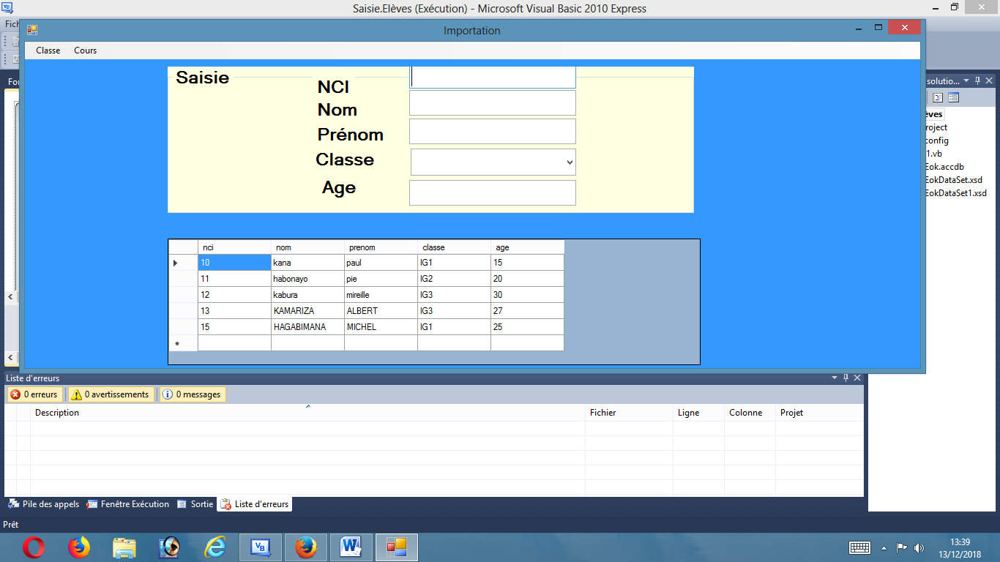 Saisie.Elèves (Exécution) - Microsoft Visual Basic 2010 Express
Fich
Importation
Classe Cours
Saisie
NCI
Nom
Prénom
Classe
Age
For
solutio...
èves
roject
config
1.vb
Eok.accdb
EokDataSet.xsd
EokDataSet1.xsd
nci nom prenom classe age
10 kana paul IG1 15
11 habonayo pie IG2 20
12 kabura mireille IG3 30
13 KAMARIZA ALBERT IG3 27
15 HAGABIMANA MICHEL IG1 25
*
Liste d'erreurs
0 erreurs 0 avertissements 0 messages
Description Fichier Ligne Colonne Projet
Pile des appels Fenêtre Exécution Sortie Liste d'erreurs
Prêt
13:39
13/12/2018